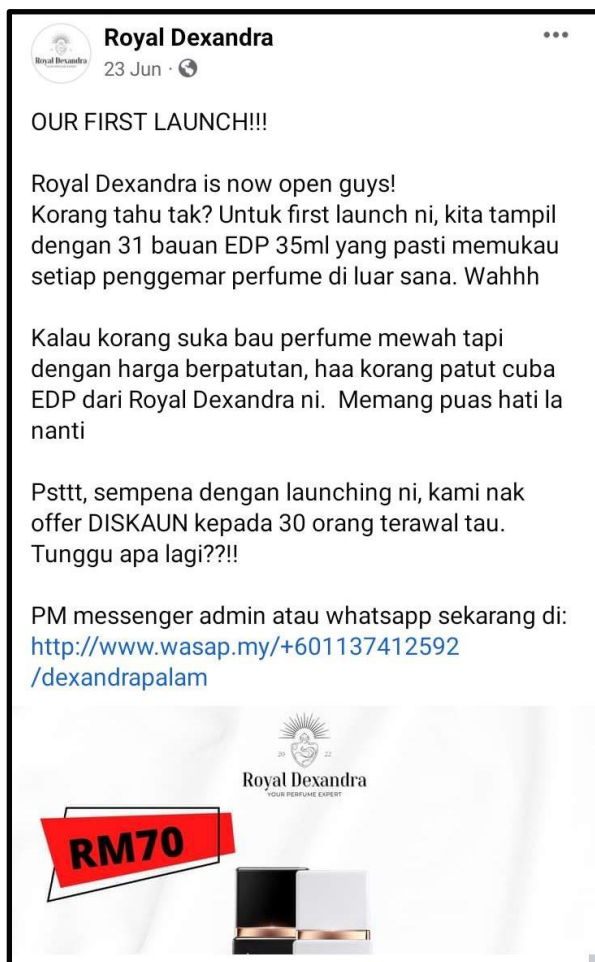 Royal Dexandra
Royal Dexandra
23 Jun ·
OUR FIRST LAUNCH!!!
Royal Dexandra is now open guys!
Korang tahu tak? Untuk first launch ni, kita tampil
dengan 31 bauan EDP 35ml yang pasti memukau
setiap penggemar perfume di luar sana. Wahhh
Kalau korang suka bau perfume mewah tapi
dengan harga berpatutan, haa korang patut cuba
EDP dari Royal Dexandra ni.  Memang puas hati la
nanti
Psttt, sempena dengan launching ni, kami nak
offer DISKAUN kepada 30 orang terawal tau.
Tunggu apa lagi??!!
PM messenger admin atau whatsapp sekarang di:
http://www.wasap.my/+601137412592
/dexandrapalam
20 22
Royal Dexandra
YOUR PERFUME EXPERT
RM70